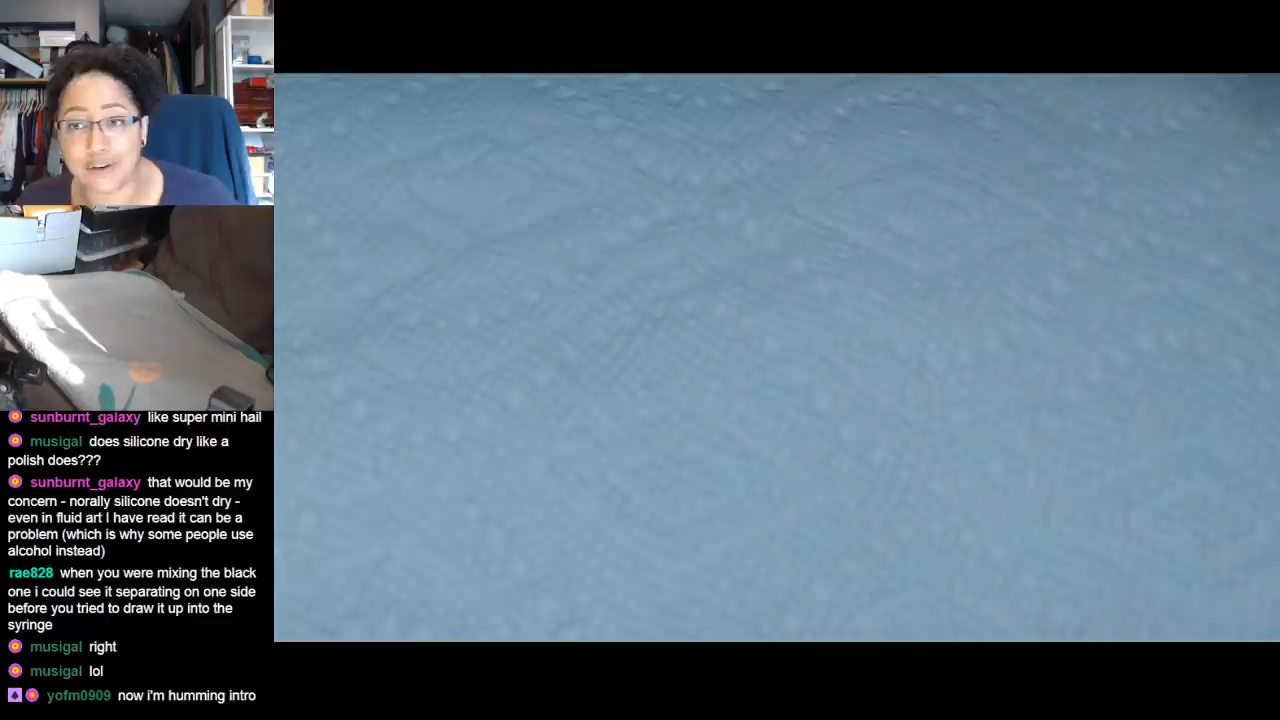 sunburnt_galaxy like super mini hail
musigal does silicone dry like a
polish does???
sunburnt_galaxy that would be my
concern - norally silicone doesn't dry -
even in fluid art I have read it can be a
problem (which is why some people use
alcohol instead)
rae828 when you were mixing the black
one i could see it separating on one side
before you tried to draw it up into the
syringe
musigal right
musigal lol
yofm0909 now i'm humming intro